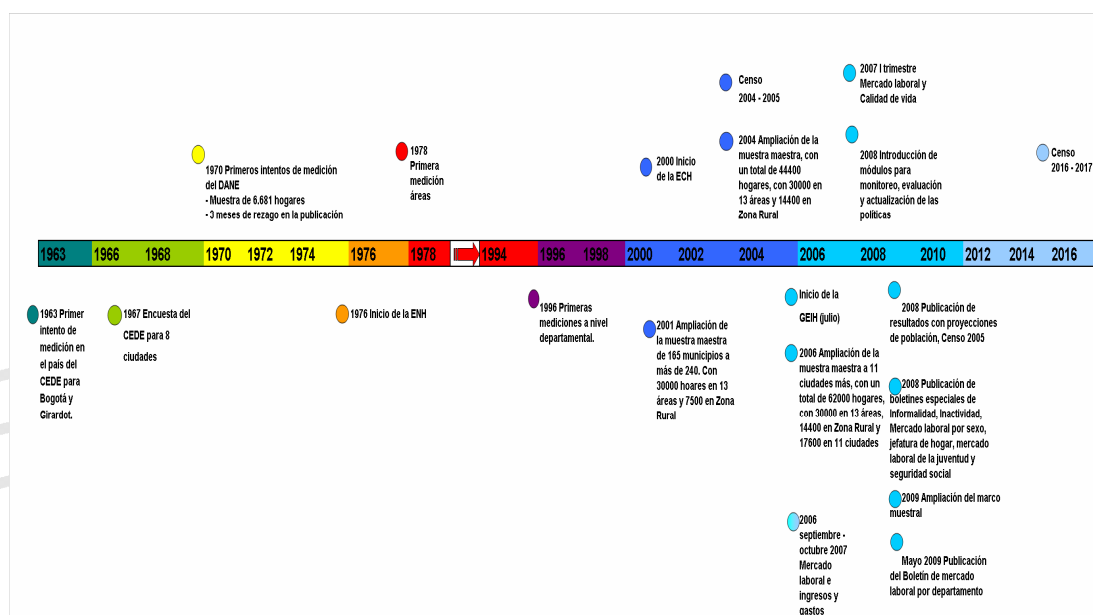 Censo
2004 - 2005
2007 I trimestre
Mercado laboral y
Calidad de vida
1970 Primeros intentos de medición
del DANE
- Muestra de 6.681 hogares
- 3 meses de rezago en la publicación
1978
Primera
medición
áreas
2000 Inicio
de la ECH
2004 Ampliación de la
muestra maestra, con
un total de 44400
hogares, con 30000 en
13 áreas y 14400 en
Zona Rural
2008 Introducción de
módulos para
monitoreo, evaluación
y actualización de las
políticas
Censo
2016 - 2017
1963 1966 1968 1970 1972 1974 1976 1978 1994 1996 1998 2000 2002 2004 2006 2008 2010 2012 2014 2016
1963 Primer
intento de
medición en
el país del
CEDE para
Bogotá y
Girardot.
1967 Encuesta del
CEDE para 8
ciudades
1976 Inicio de la ENH
1996 Primeras
mediciones a nivel
departamental.
2001 Ampliación de
la muestra maestra
de 165 municipios a
más de 240. Con
30000 hoares en 13
áreas y 7500 en Zona
Rural
Inicio de la
GEIH (julio)
2006 Ampliación de la
muestra maestra a 11
ciudades más, con un
total de 62000 hogares,
con 30000 en 13 áreas,
14400 en Zona Rural y
17600 en 11 ciudades
2006
septiembre -
octubre 2007
Mercado
laboral e
ingresos y
gastos
2008 Publicación de
resultados con proyecciones
de población, Censo 2005
2008 Publicación de
boletines especiales de
Informalidad, Inactividad,
Mercado laboral por sexo,
jefatura de hogar, mercado
laboral de la juventud y
seguridad social
2009 Ampliación del marco
muestral
Mayo 2009 Publicación
del Boletín de mercado
laboral por departamento